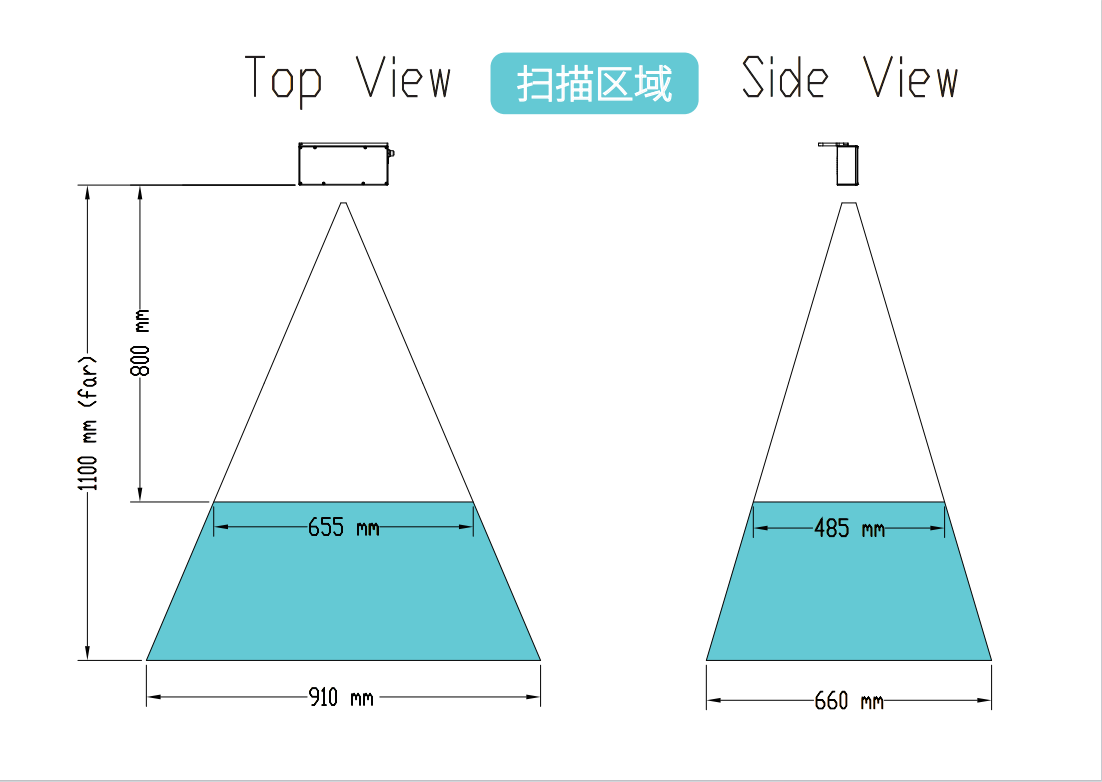 Top View
扫描区域
Side View
800 mm
1100 mm (far)
655 mm
485 mm
910 mm
660 mm